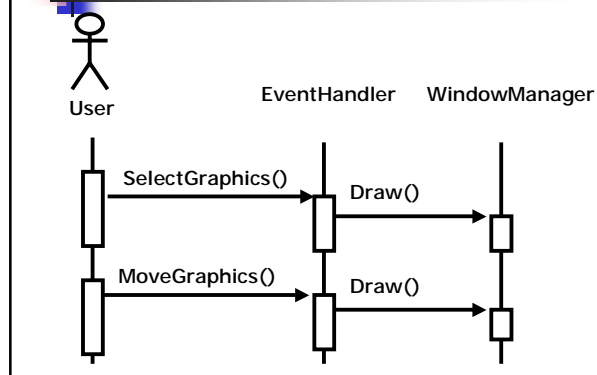 User
EventHandler
WindowManager
SelectGraphics()
Draw()
MoveGraphics()
Draw()